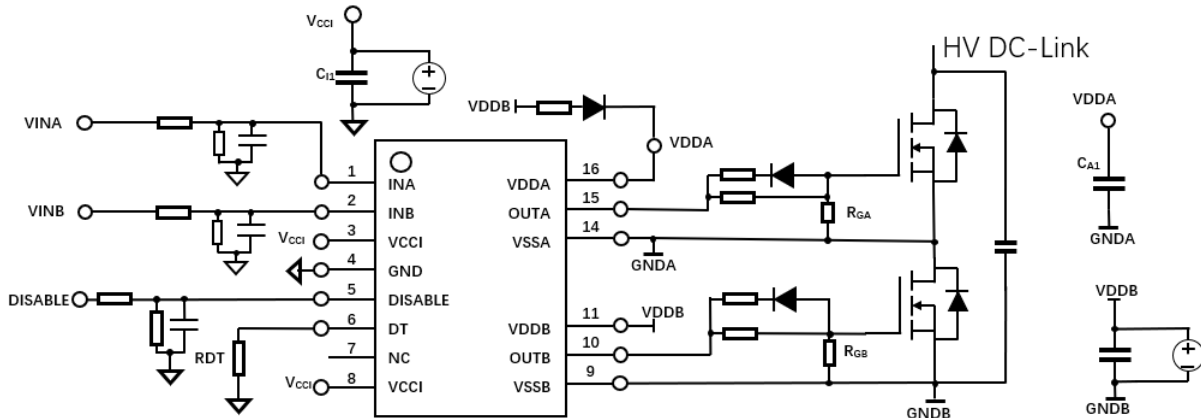 VCCI
CI1
HV DC-Link
VINA
VDDB
VDDA
VDDA
1
INA
VDDA
16
CA1
OUTA
15
VINB
2
INB
RGA
VCCI
3
VCCI
VSSA
14
GNDA
GNDA
4
GND
DISABLE
5
DISABLE
VDDB
6
DT
VDDB
11
VDDB
RDT
7
NC
OUTB
10
RGB
VCCI
8
VCCI
VSSB
9
GNDB
GNDB